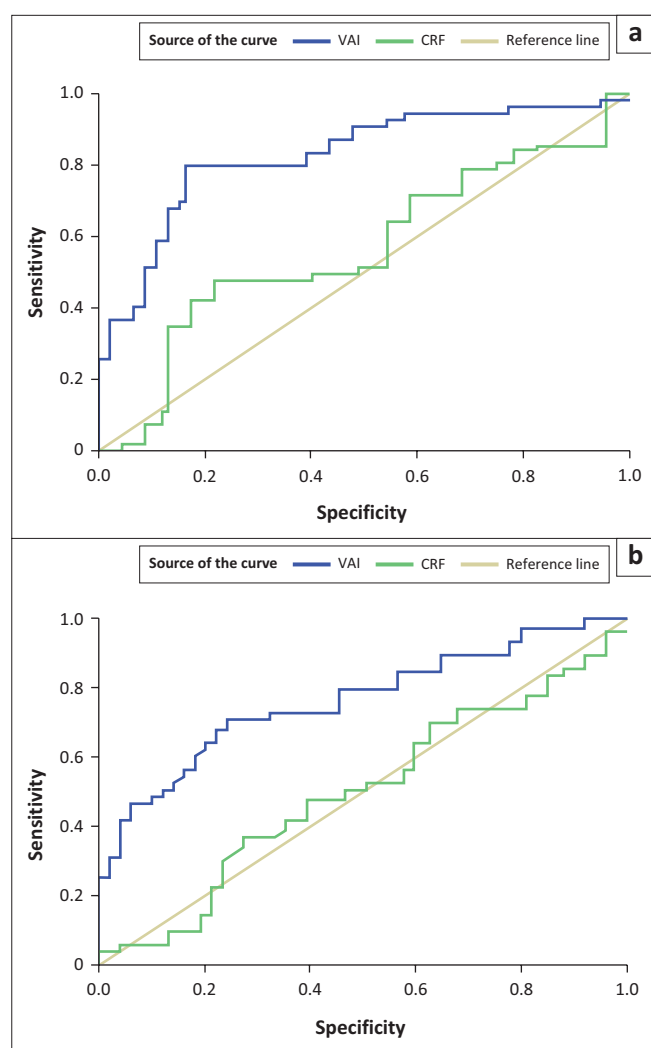 Source of the curve VAI CRF Reference line a
1.0
0.8
0.6
0.4
0.2
0
Sensitivity
0.0 0.2 0.4 0.6 0.8 1.0
Specificity
Source of the curve VAI CRF Reference line b
1.0
0.8
0.6
0.4
0.2
0
Sensitivity
0.0 0.2 0.4 0.6 0.8 1.0
Specificity